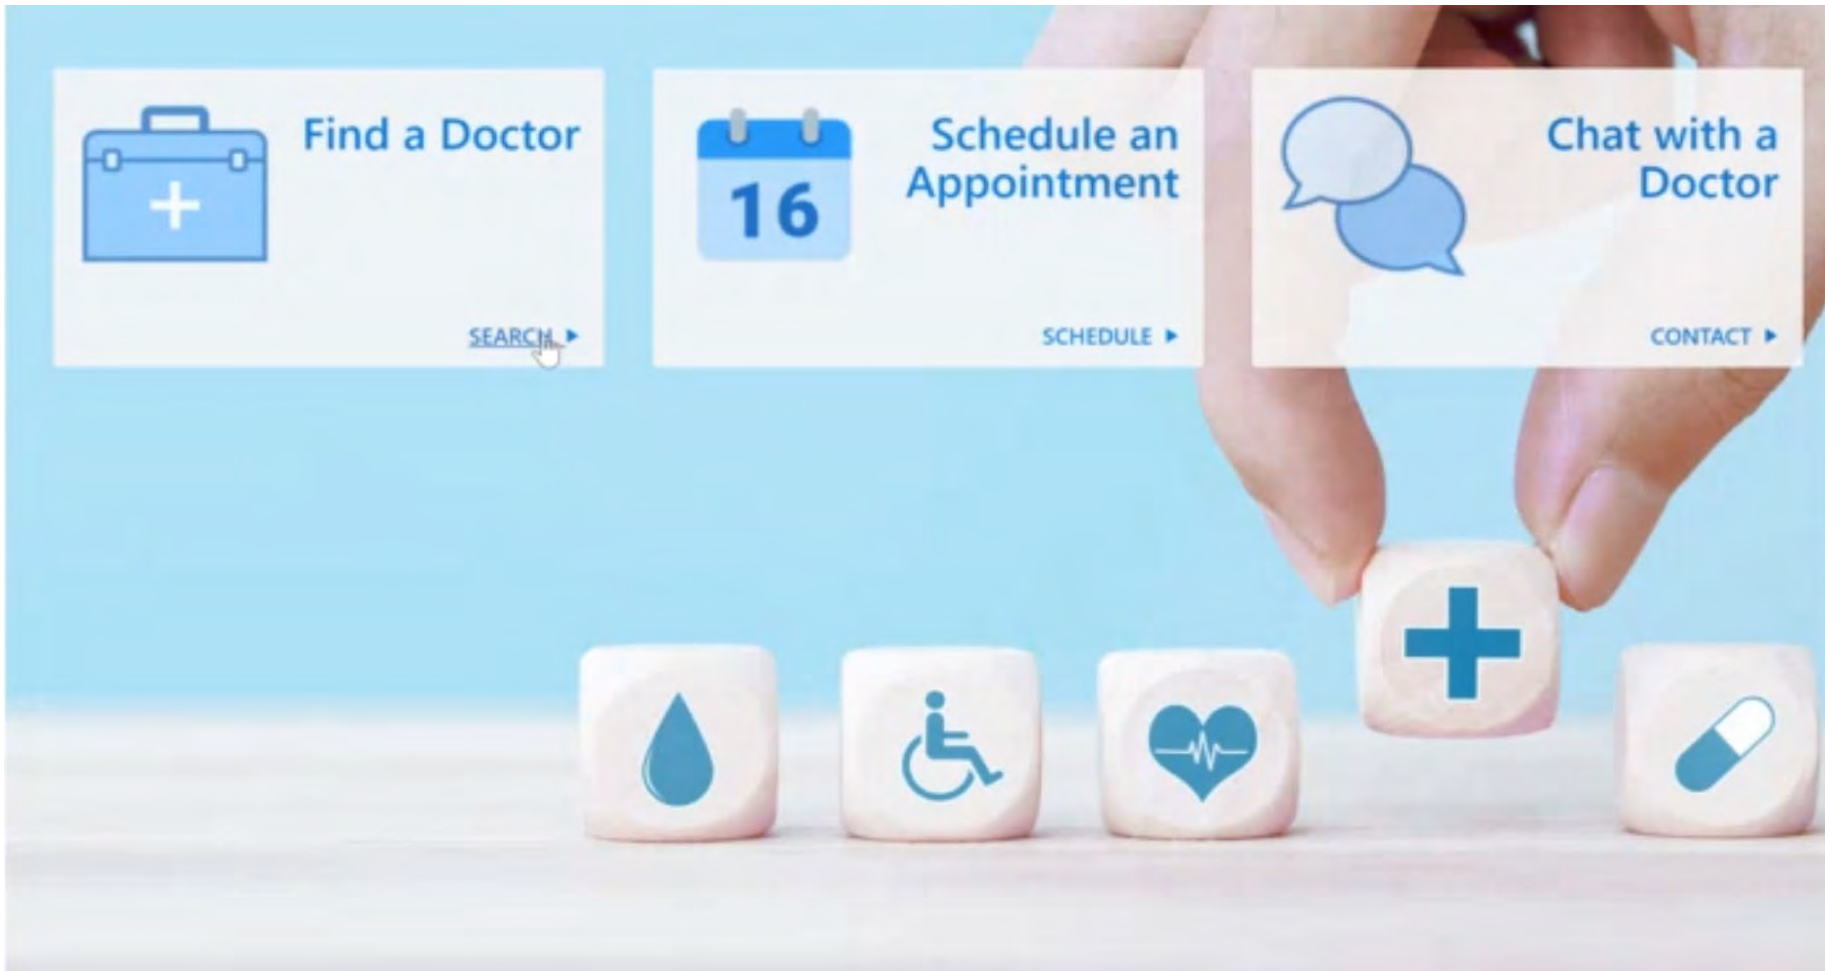 Find a Doctor
SEARCH
16
Schedule an
Appointment
SCHEDULE
Chat with a
Doctor
CONTACT